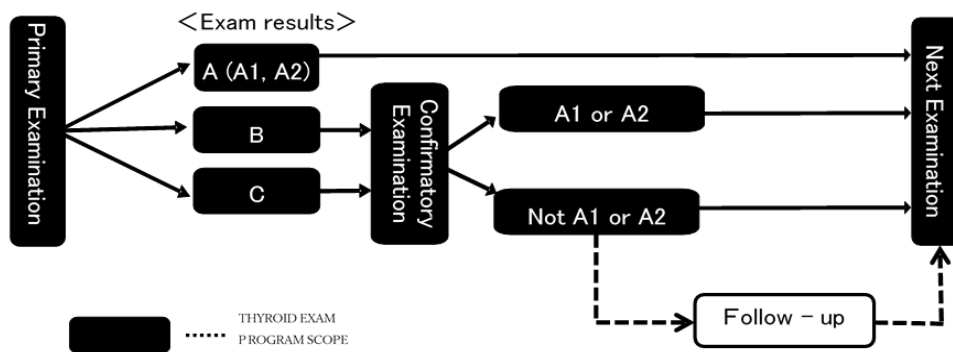 <Exam results>
Primary Examination
A (A1, A2)
B
C
Confirmatory
Examination
A1 or A2
Not A1 or A2
Next Examination
Follow – up
THYROID EXAM
PROGRAM SCOPE